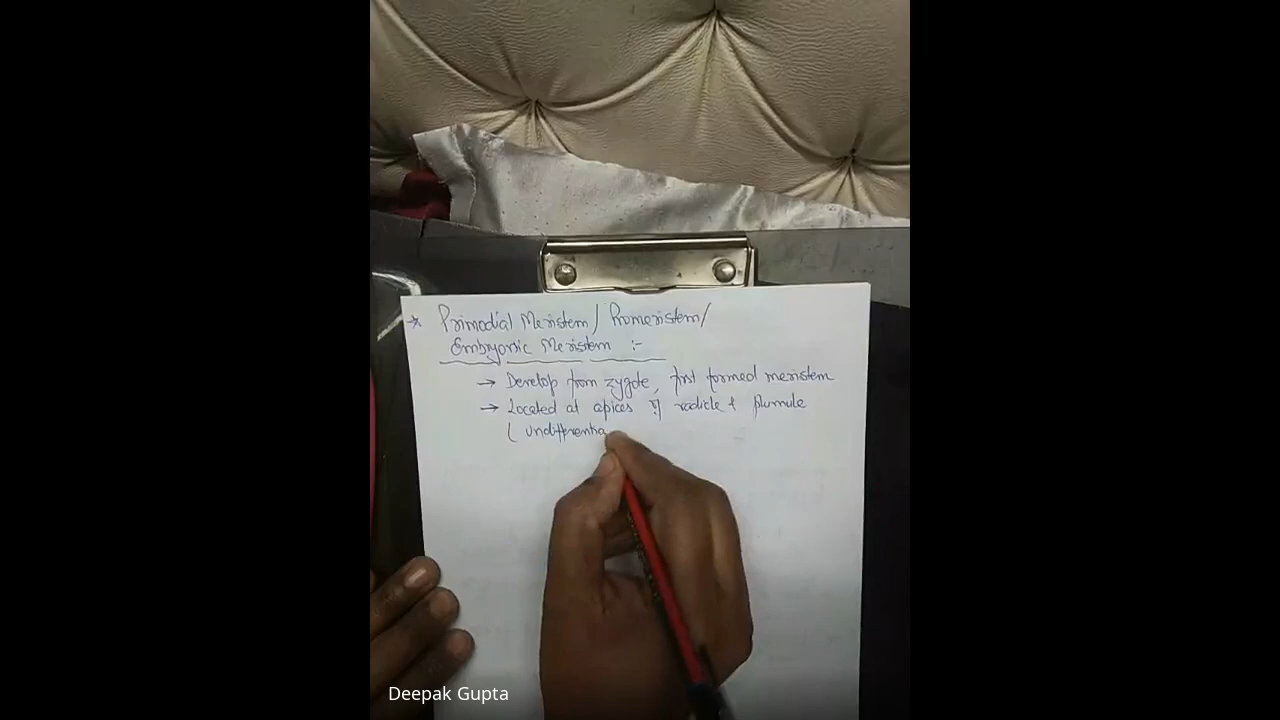 * Primodial Meristem / Promeristem /
Embryonic Meristem :-
→ Develop from zygote, first formed meristem
→ Located at apices of radicle & plumule
( undifferentia
Deepak Gupta